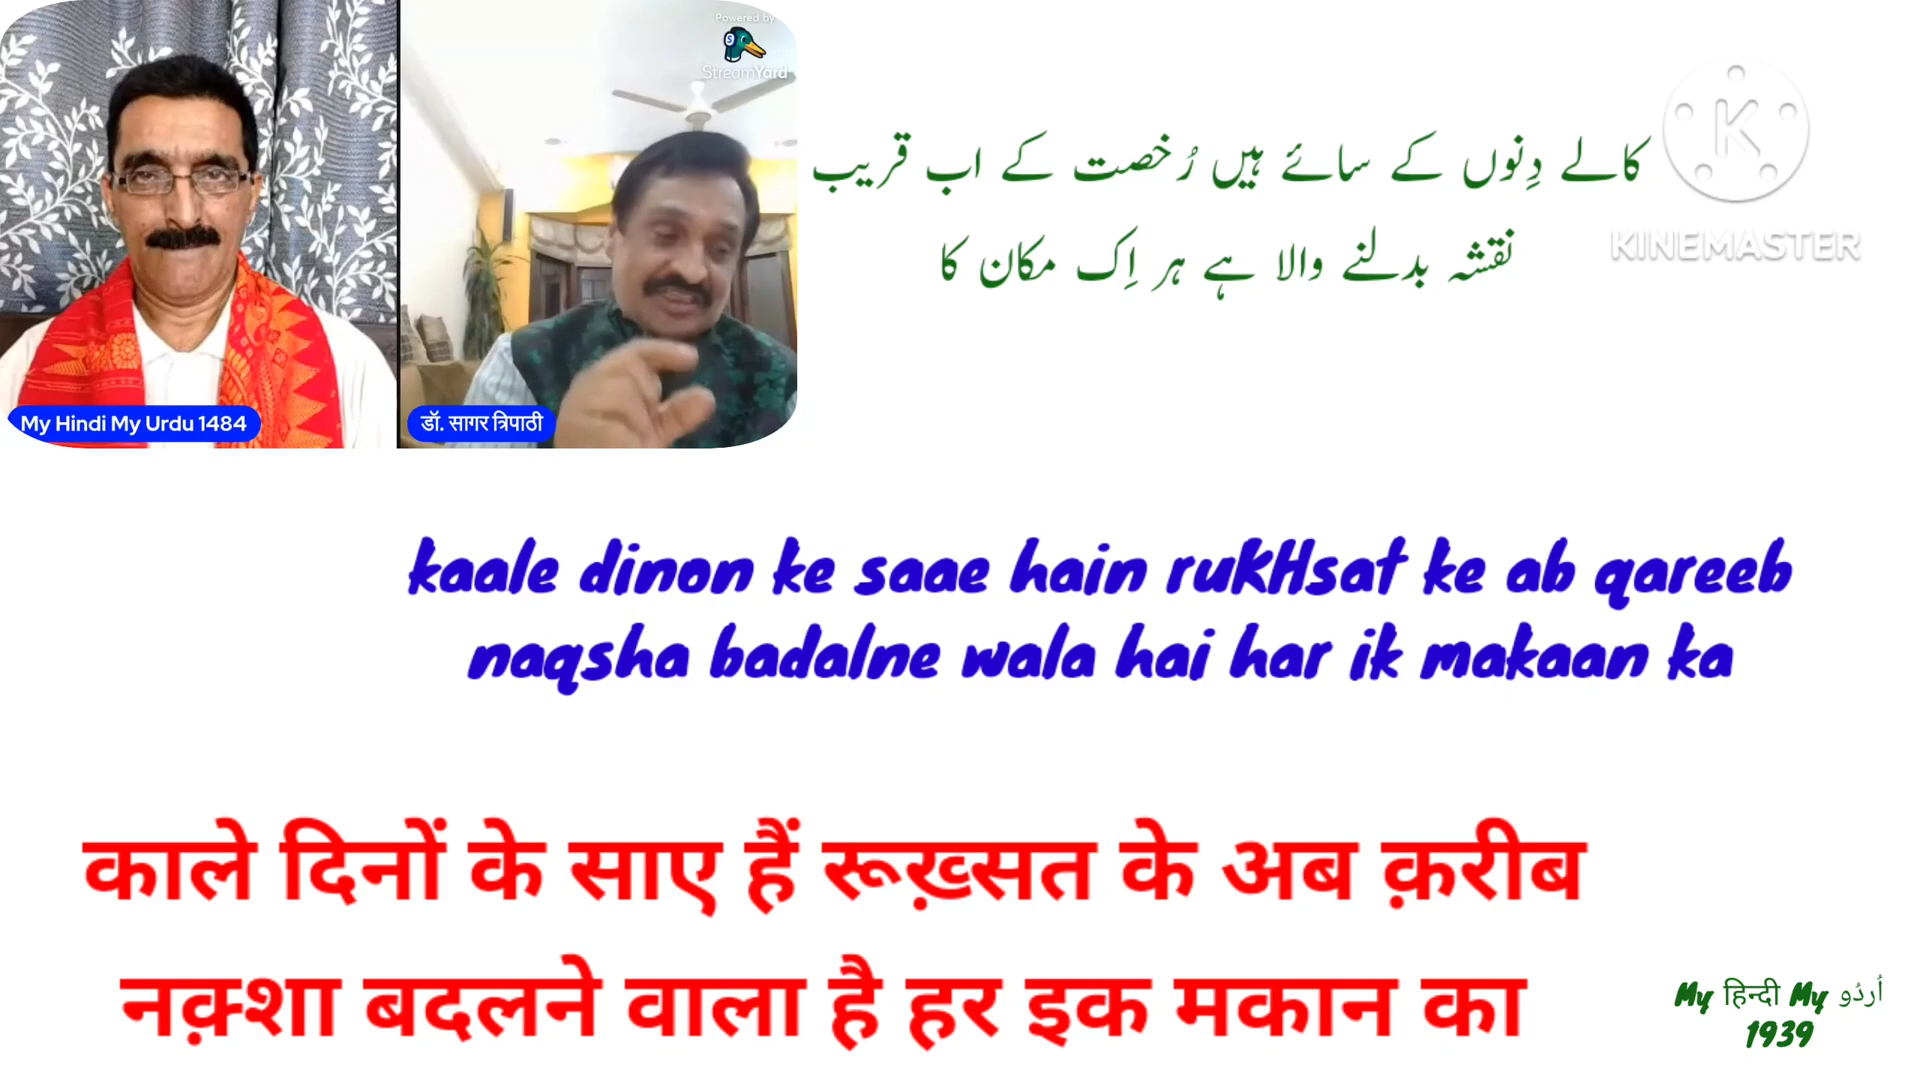 Powered by
StreamYard
My Hindi My Urdu 1484
डॉ. सागर त्रिपाठी
کالے دِنوں کے سائے ہیں رُخصت کے اب قریب
نقشہ بدلنے والا ہے ہر اِک مکان کا
KINEMASTER
kaale dinon ke saae hain ruKHsat ke ab qareeb
naqsha badalne wala hai har ik makaan ka
काले दिनों के साए हैं रूख़्सत के अब क़रीब
नक़्शा बदलने वाला है हर इक मकान का
My हिन्दी My اُردُو
1939